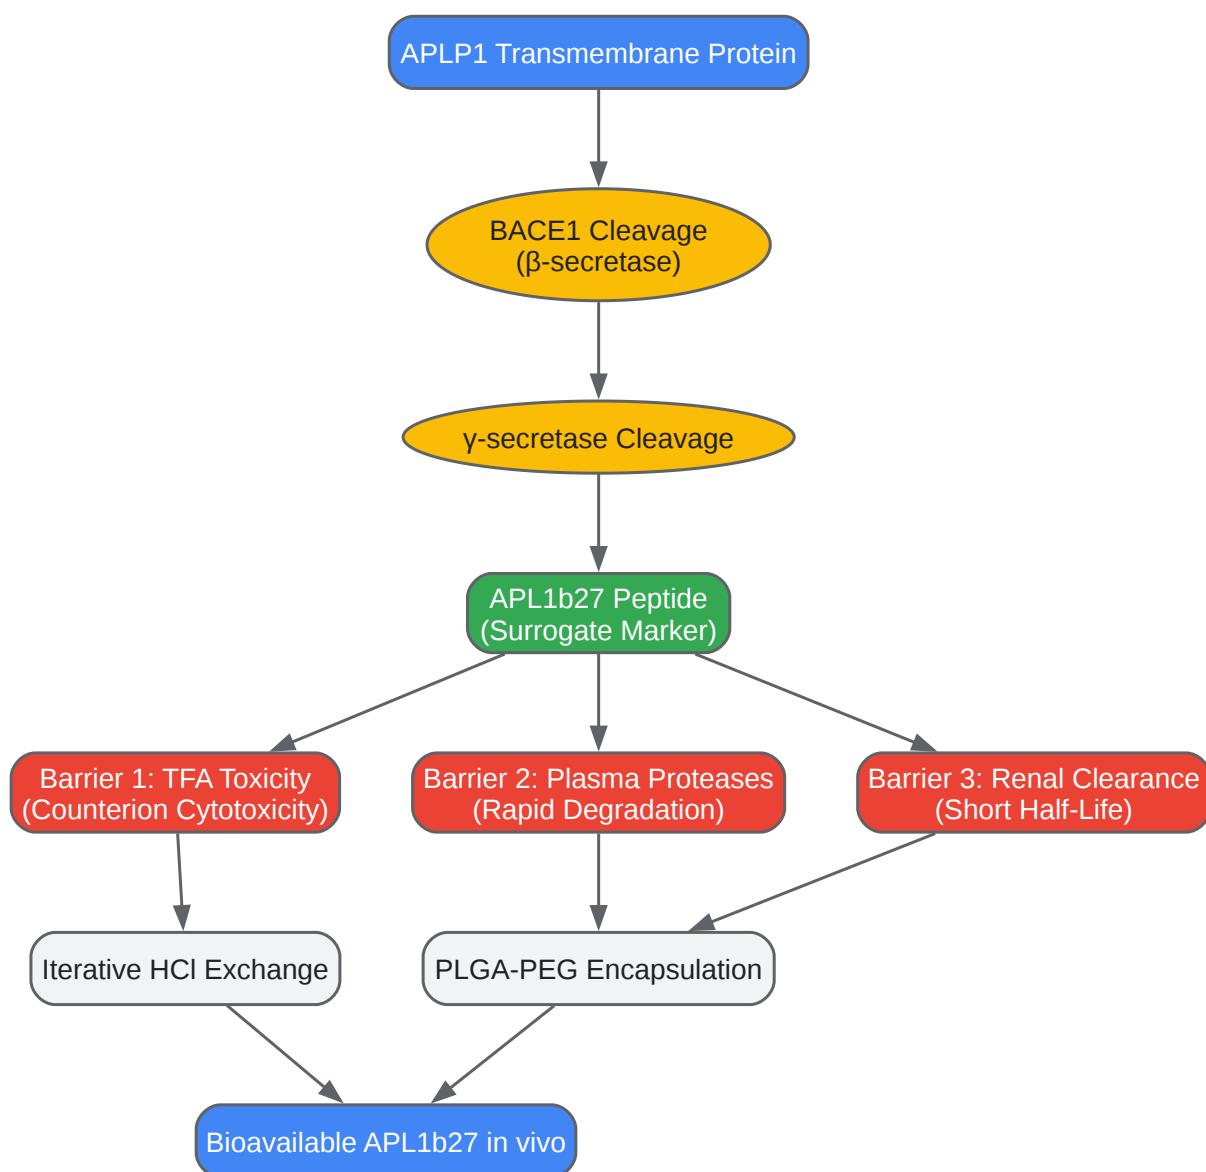 APLP1 Transmembrane Protein
BACE1 Cleavage
(β-secretase)
γ-secretase Cleavage
APL1b27 Peptide
(Surrogate Marker)
Barrier 1: TFA Toxicity
(Counterion Cytotoxicity)
Barrier 2: Plasma Proteases
(Rapid Degradation)
Barrier 3: Renal Clearance
(Short Half-Life)
Iterative HCl Exchange
PLGA-PEG Encapsulation
Bioavailable APL1b27 in vivo